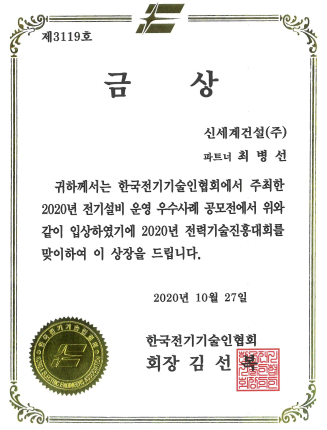 제3119호
금 상
신세계건설(주)
파트너 최 병 선
귀하께서는 한국전기기술인협회에서 주최한
2020년 전기설비 운영 우수사례 공모전에서 위와
같이 입상하였기에 2020년 전력기술진흥대회를
맞이하여 이 상장을 드립니다.
2020년 10월 27일
한국전기기술인협회
회장 김 선 복